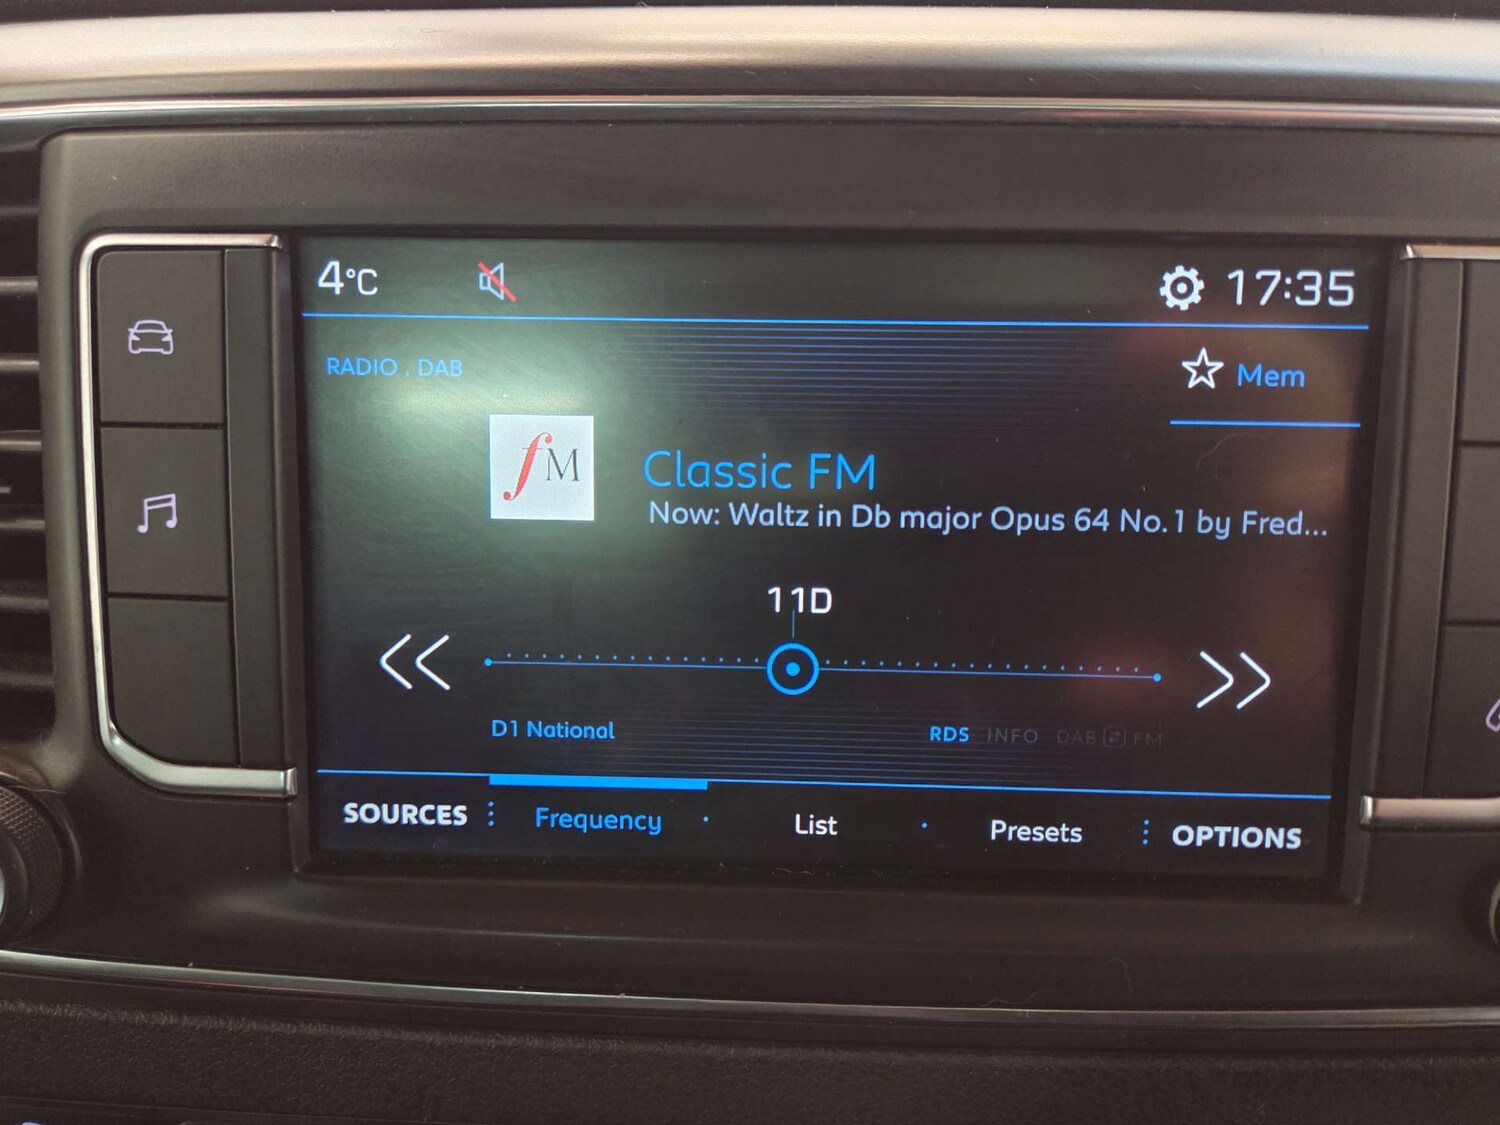 4°C
17:35
RADIO . DAB
Mem
fM
Classic FM
Now: Waltz in Db major Opus 64 No.1 by Fred...
11D
D1 National
RDS INFO DAB FM
SOURCES Frequency List Presets OPTIONS